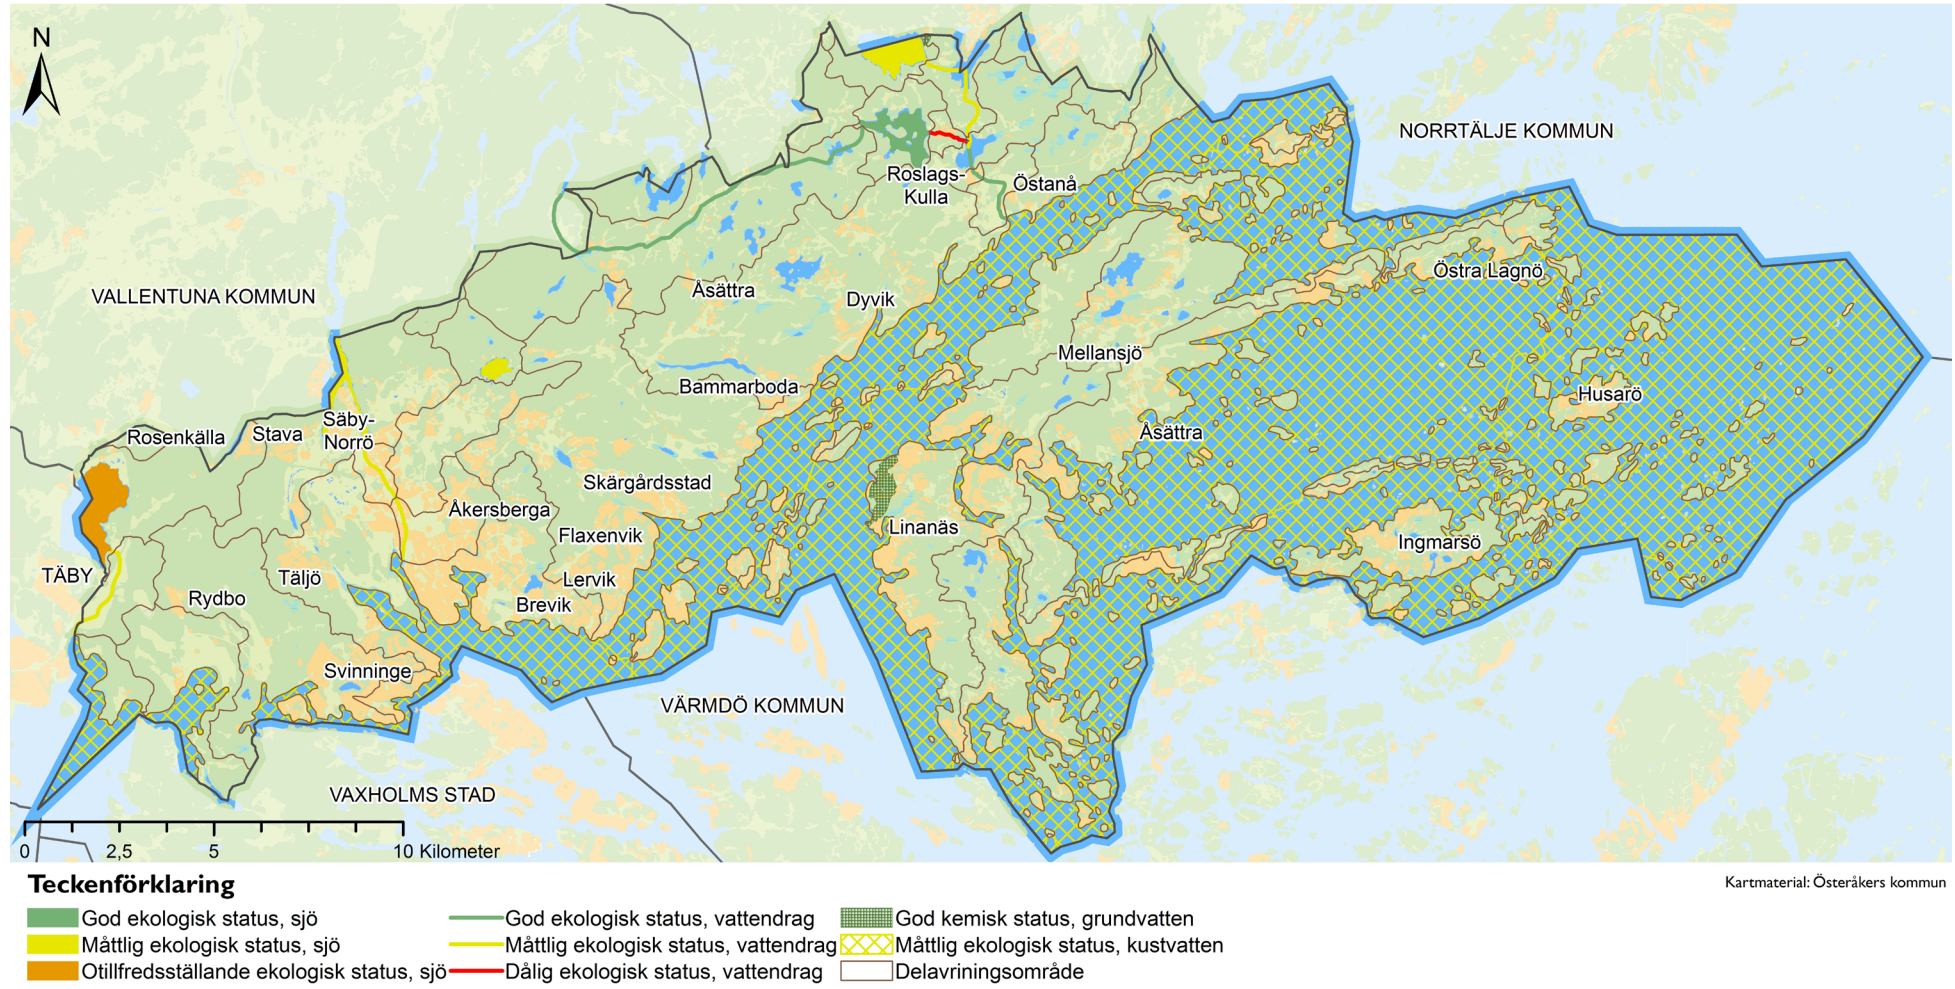 N
NORRTÄLJE KOMMUN
Roslags-
Kulla
Östanå
Östra Lagnö
VALLENTUNA KOMMUN
Åsättra
Dyvik
Mellansjö
Bammarboda
Husarö
Säby-
Norrö
Rosenkälla
Stava
Åsättra
Skärgårdsstad
Åkersberga
Linanäs
Flaxenvik
Ingmarsö
TÄBY
Täljö
Lervik
Rydbo
Brevik
Svinninge
VÄRMDÖ KOMMUN
VAXHOLMS STAD
0 2,5 5 10 Kilometer
Teckenförklaring
Kartmaterial: Österåkers kommun
God ekologisk status, sjö
Måttlig ekologisk status, sjö
Otillfredsställande ekologisk status, sjö
God ekologisk status, vattendrag
Måttlig ekologisk status, vattendrag
Dålig ekologisk status, vattendrag
God kemisk status, grundvatten
Måttlig ekologisk status, kustvatten
Delavriningsområde